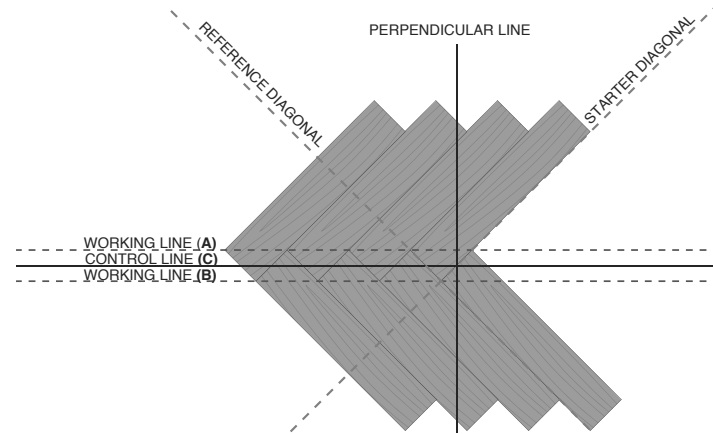 PERPENDICULAR LINE
REFERENCE DIAGONAL
STARTER DIAGONAL
WORKING LINE (A)
CONTROL LINE (C)
WORKING LINE (B)